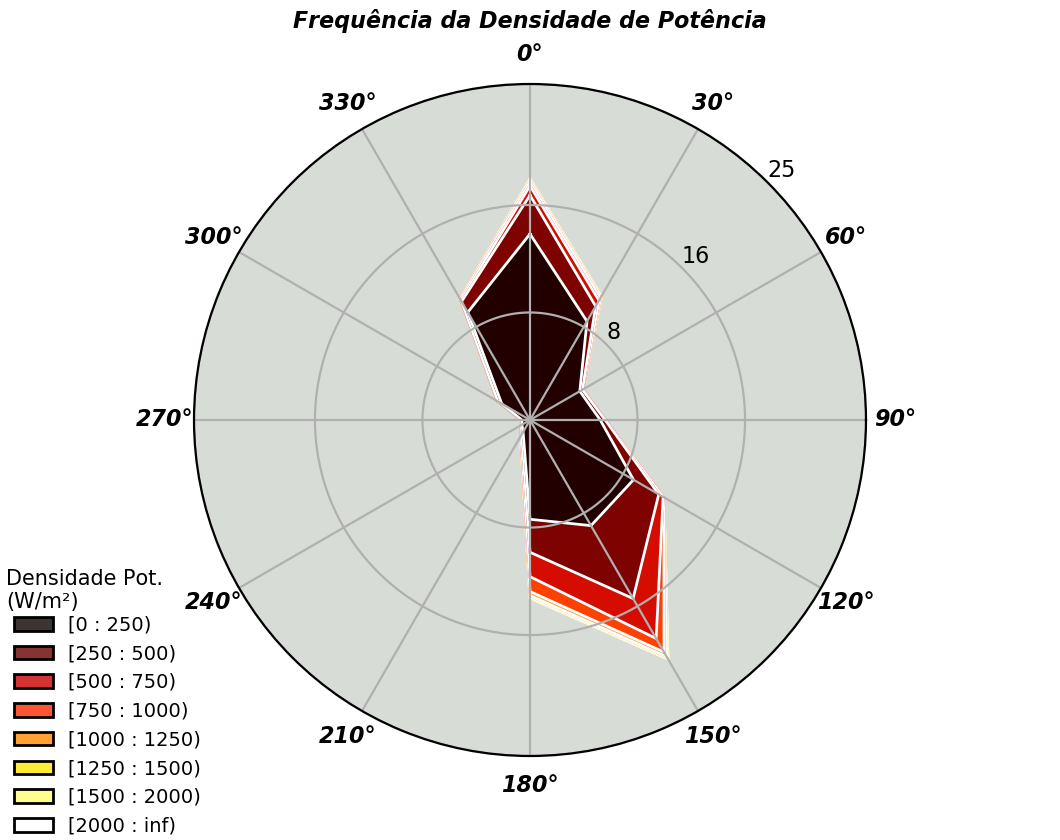 Frequência da Densidade de Potência
0°
330°
30°
25
300°
60°
16
8
270°
90°
240°
120°
210°
150°
180°
Densidade Pot.
(W/m²)
[0 : 250)
[250 : 500)
[500 : 750)
[750 : 1000)
[1000 : 1250)
[1250 : 1500)
[1500 : 2000)
[2000 : inf)